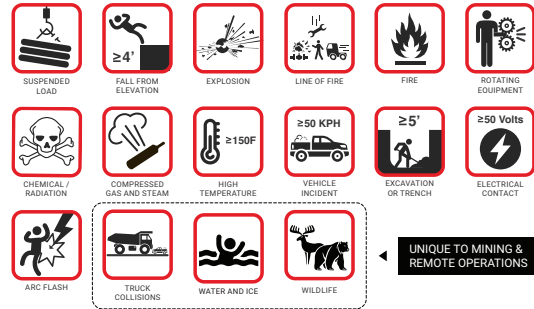 ≥4'
SUSPENDED
LOAD
FALL FROM
ELEVATION
EXPLOSION
LINE OF FIRE
FIRE
ROTATING
EQUIPMENT
≥150F
≥50 KPH
≥5'
≥50 Volts
CHEMICAL /
RADIATION
COMPRESSED
GAS AND STEAM
HIGH
TEMPERATURE
VEHICLE
INCIDENT
EXCAVATION
OR TRENCH
ELECTRICAL
CONTACT
ARC FLASH
TRUCK
COLLISIONS
WATER AND ICE
WILDLIFE
UNIQUE TO MINING &
REMOTE OPERATIONS